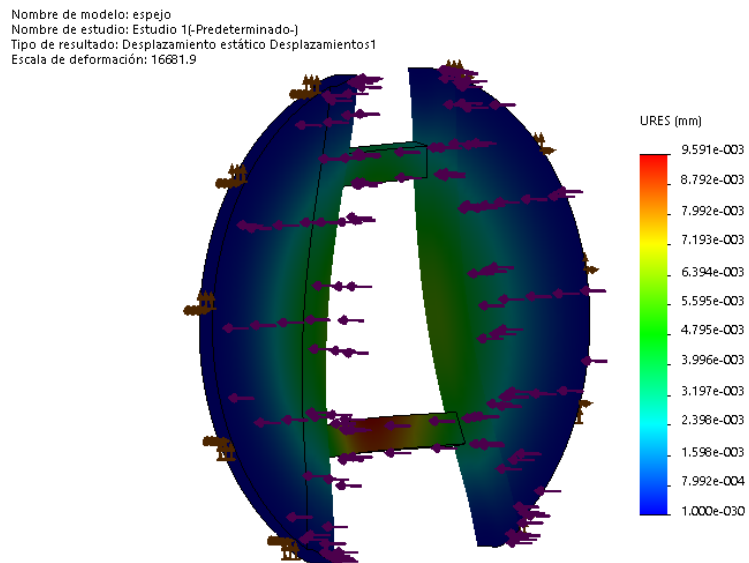 Nombre de modelo: espejo
Nombre de estudio: Estudio 1(-Predeterminado-)
Tipo de resultado: Desplazamiento estático Desplazamientos1
Escala de deformación: 16681.9
URES (mm)
9.591e-003
8.792e-003
7.992e-003
7.193e-003
6.394e-003
5.595e-003
4.795e-003
3.996e-003
3.197e-003
2.398e-003
1.598e-003
7.992e-004
1.000e-030